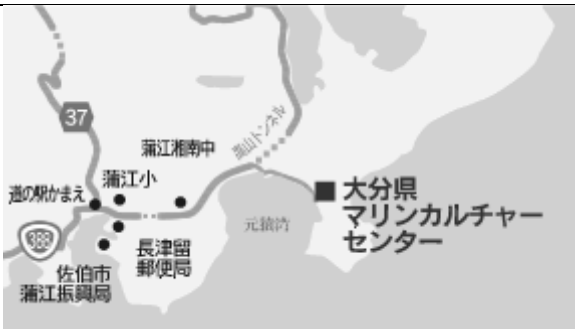 37
蒲江湘南中
蒲江小
道の駅かまえ
388
元猿湾
大分県
マリンカルチャー
センター
長津留
郵便局
佐伯市
蒲江振興局